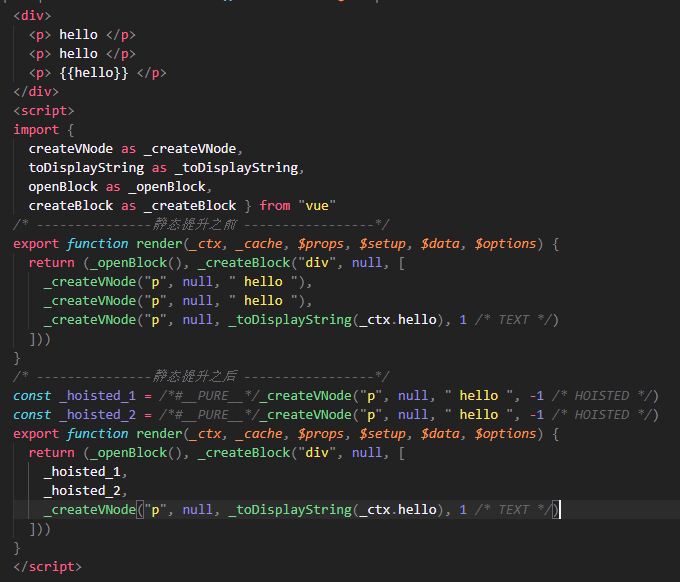 <div>
<p> hello </p>
<p> hello </p>
<p> {{hello}} </p>
</div>
<script>
import {
createVNode as _createVNode,
toDisplayString as _toDisplayString,
openBlock as _openBlock,
createBlock as _createBlock } from "vue"
/* ---------------静态提升之前 -----------------*/
export function render(_ctx, _cache, $props, $setup, $data, $options) {
return (_openBlock(), _createBlock("div", null, [
_createVNode("p", null, " hello "),
_createVNode("p", null, " hello "),
_createVNode("p", null, _toDisplayString(_ctx.hello), 1 /* TEXT */)
]))
}
/* ---------------静态提升之后 -----------------*/
const _hoisted_1 = /*#__PURE__*/_createVNode("p", null, " hello ", -1 /* HOISTED */)
const _hoisted_2 = /*#__PURE__*/_createVNode("p", null, " hello ", -1 /* HOISTED */)
export function render(_ctx, _cache, $props, $setup, $data, $options) {
return (_openBlock(), _createBlock("div", null, [
_hoisted_1,
_hoisted_2,
_createVNode("p", null, _toDisplayString(_ctx.hello), 1 /* TEXT */)
]))
}
</script>